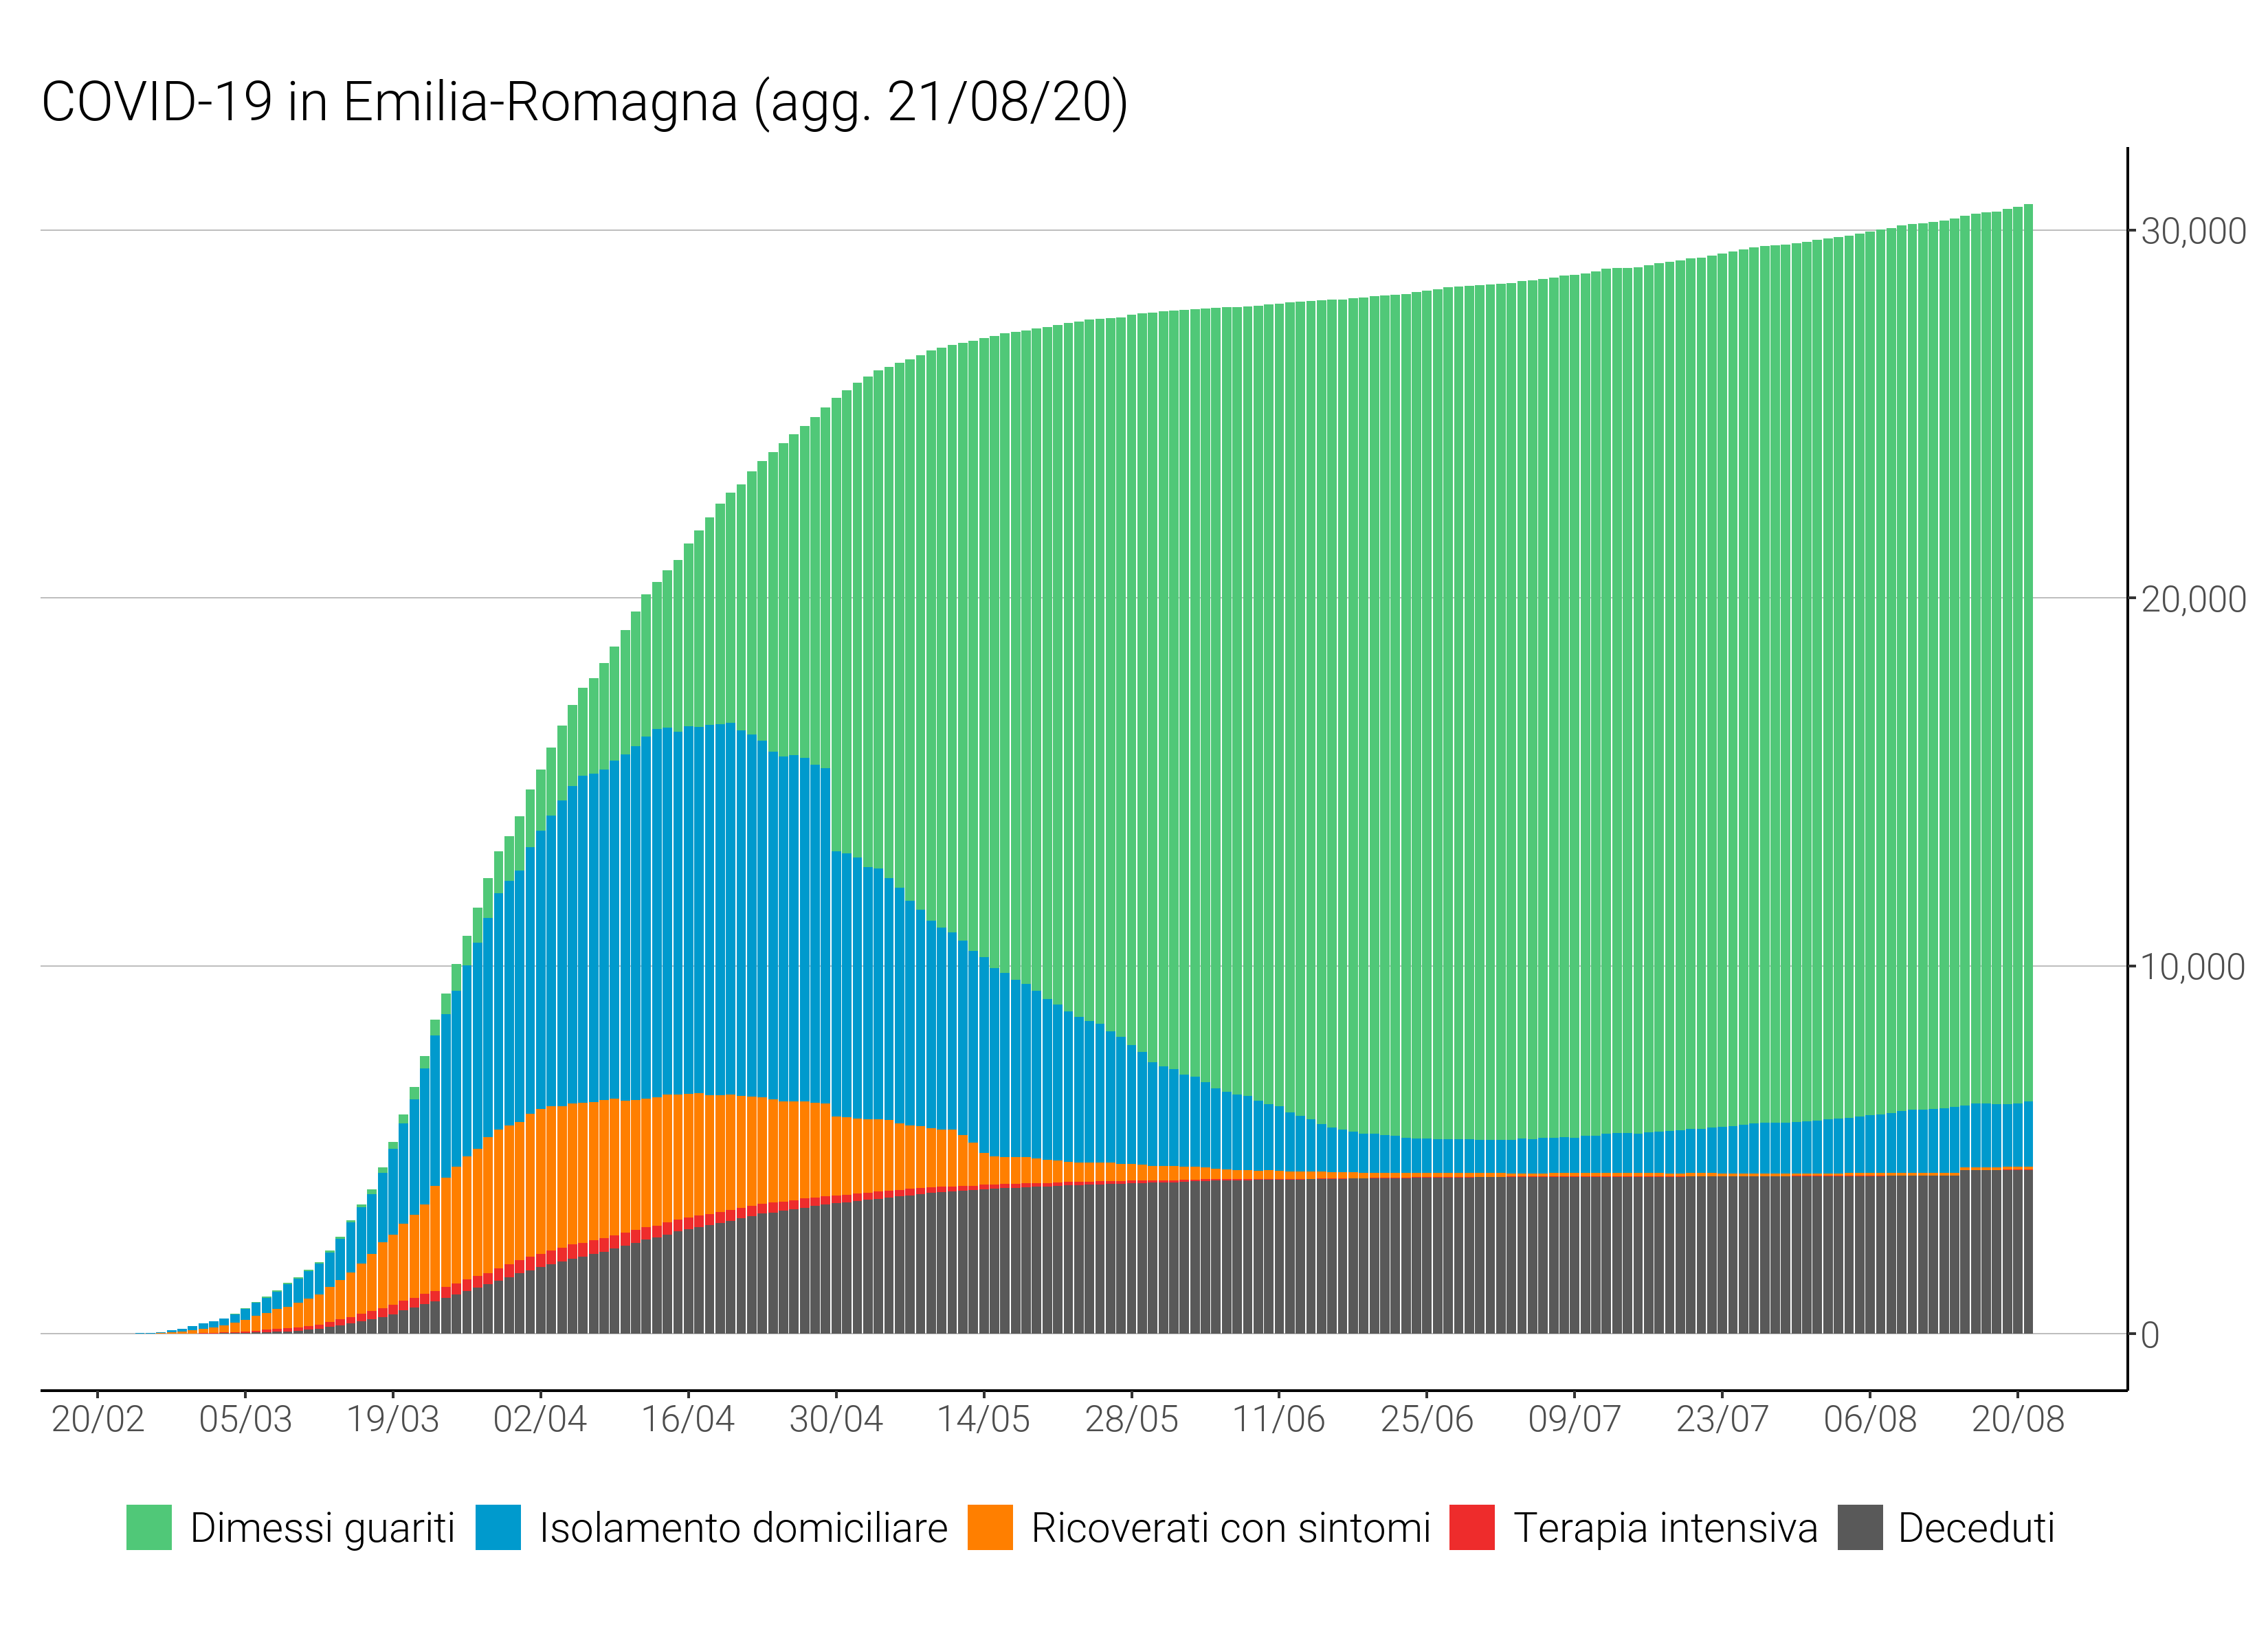 COVID-19 in Emilia-Romagna (agg. 21/08/20)
30,000
20,000
10,000
0
20/02 05/03 19/03 02/04 16/04 30/04 14/05 28/05 11/06 25/06 09/07 23/07 06/08 20/08
Dimessi guariti Isolamento domiciliare Ricoverati con sintomi Terapia intensiva Deceduti